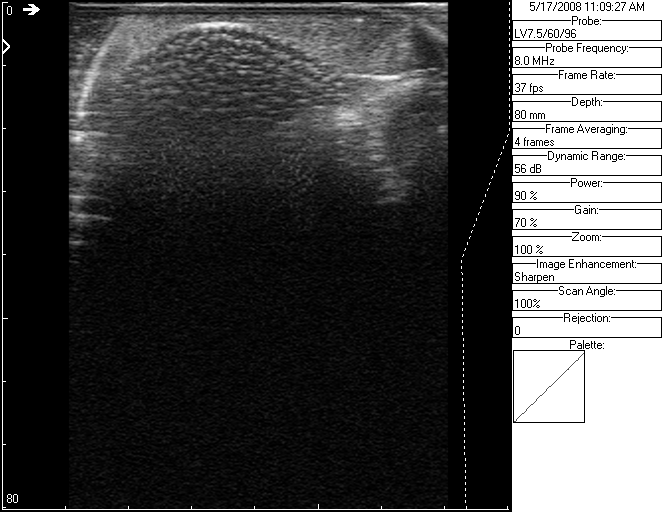 0
80
5/17/2008 11:09:27 AM
Probe:
LV7.5/60/96
Probe Frequency:
8.0 MHz
Frame Rate:
37 fps
Depth:
80 mm
Frame Averaging:
4 frames
Dynamic Range:
56 dB
Power:
90 %
Gain:
70 %
Zoom:
100 %
Image Enhancement:
Sharpen
Scan Angle:
100%
Rejection:
0
Palette: